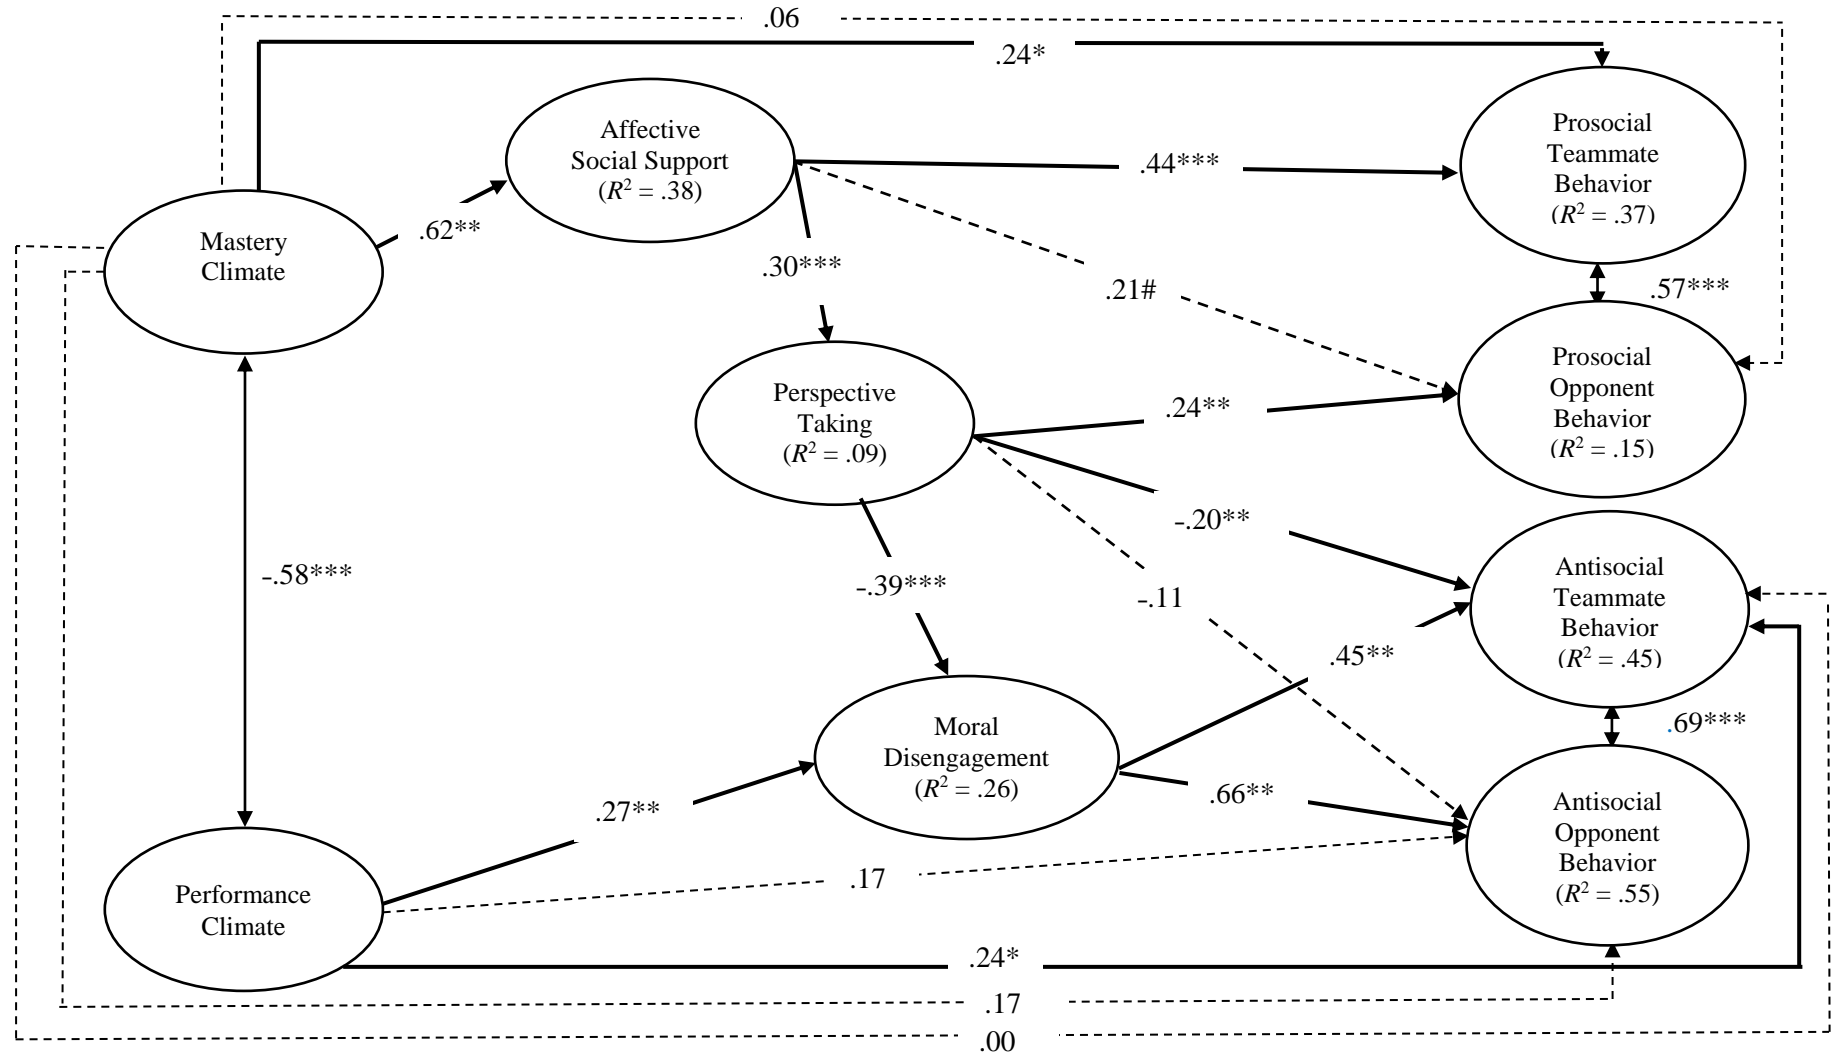 .06
.24*
Affective
Social Support
(R² = .38)
Prosocial
Teammate
Behavior
(R² = .37)
.44***
.62**
Mastery
Climate
.30***
.21#
.57***
Prosocial
Opponent
Behavior
(R² = .15)
Perspective
Taking
(R² = .09)
.24**
-.20**
-.58***
-.39***
-.11
Antisocial
Teammate
Behavior
(R² = .45)
.45**
.69***
Moral
Disengagement
(R² = .26)
.66**
.27**
Antisocial
Opponent
Behavior
(R² = .55)
.17
Performance
Climate
.24*
.17
.00